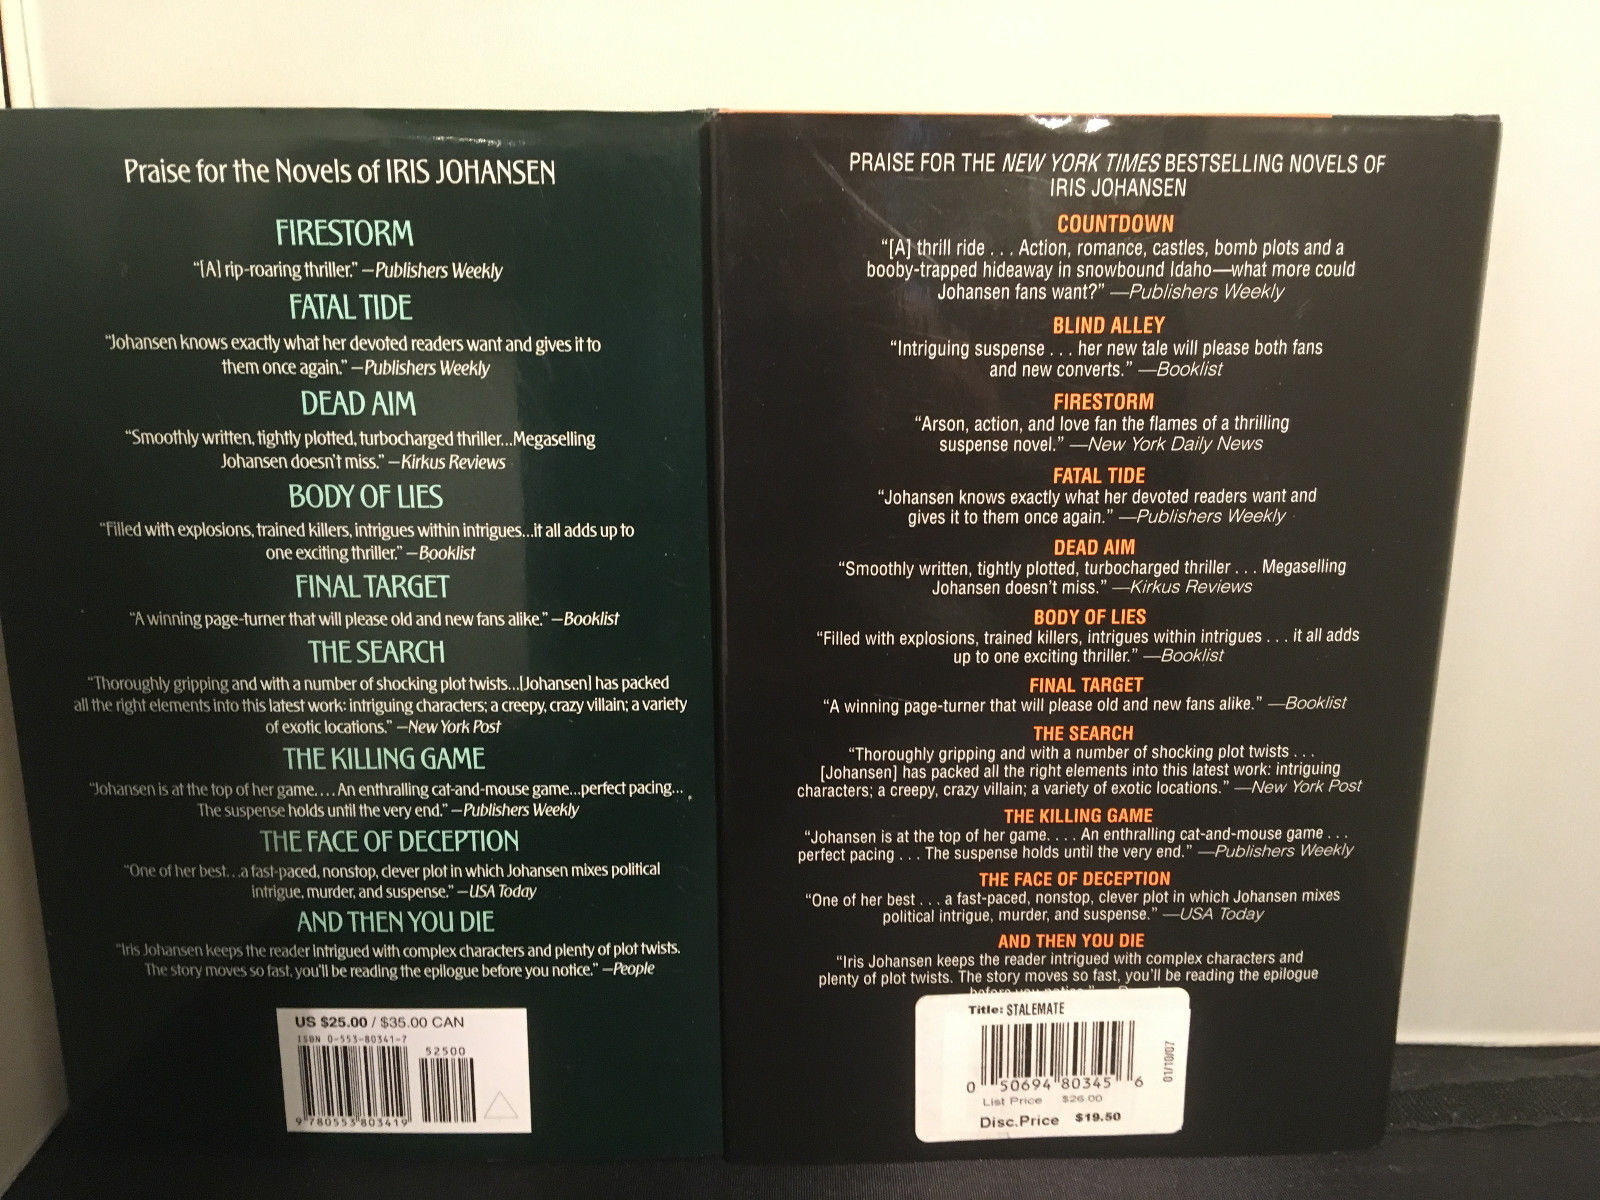 Praise for the Novels of IRIS JOHANSEN
FIRESTORM
"[A] rip-roaring thriller." —Publishers Weekly
FATAL TIDE
"Johansen knows exactly what her devoted readers want and gives it to
them once again." —Publishers Weekly
DEAD AIM
"Smoothly written, tightly plotted, turbocharged thriller...Megaselling
Johansen doesn't miss." —Kirkus Reviews
BODY OF LIES
"Filled with explosions, trained killers, intrigues within intrigues...it all adds up to
one exciting thriller." —Booklist
FINAL TARGET
"A winning page-turner that will please old and new fans alike." —Booklist
THE SEARCH
"Thoroughly gripping and with a number of shocking plot twists...[Johansen] has packed
all the right elements into this latest work: intriguing characters; a creepy, crazy villain; a variety
of exotic locations." —New York Post
THE KILLING GAME
"Johansen is at the top of her game.... An enthralling cat-and-mouse game...perfect pacing...
The suspense holds until the very end." —Publishers Weekly
THE FACE OF DECEPTION
"One of her best...a fast-paced, nonstop, clever plot in which Johansen mixes political
intrigue, murder, and suspense." —USA Today
AND THEN YOU DIE
"Iris Johansen keeps the reader intrigued with complex characters and plenty of plot twists.
The story moves so fast, you'll be reading the epilogue before you notice." —People
US $25.00 / $35.00 CAN
ISBN 0-553-80341-7
52500
9 780553 803419
PRAISE FOR THE NEW YORK TIMES BESTSELLING NOVELS OF
IRIS JOHANSEN
COUNTDOWN
"[A] thrill ride . . . Action, romance, castles, bomb plots and a
booby-trapped hideaway in snowbound Idaho—what more could
Johansen fans want?" —Publishers Weekly
BLIND ALLEY
"Intriguing suspense . . . her new tale will please both fans
and new converts." —Booklist
FIRESTORM
"Arson, action, and love fan the flames of a thrilling
suspense novel." —New York Daily News
FATAL TIDE
"Johansen knows exactly what her devoted readers want and
gives it to them once again." —Publishers Weekly
DEAD AIM
"Smoothly written, tightly plotted, turbocharged thriller . . . Megaselling
Johansen doesn't miss." —Kirkus Reviews
BODY OF LIES
"Filled with explosions, trained killers, intrigues within intrigues . . . it all adds
up to one exciting thriller." —Booklist
FINAL TARGET
"A winning page-turner that will please old and new fans alike." —Booklist
THE SEARCH
"Thoroughly gripping and with a number of shocking plot twists . . .
[Johansen] has packed all the right elements into this latest work: intriguing
characters; a creepy, crazy villain; a variety of exotic locations." —New York Post
THE KILLING GAME
"Johansen is at the top of her game. . . . An enthralling cat-and-mouse game . . .
perfect pacing . . . The suspense holds until the very end." —Publishers Weekly
THE FACE OF DECEPTION
"One of her best . . . a fast-paced, nonstop, clever plot in which Johansen mixes
political intrigue, murder, and suspense." —USA Today
AND THEN YOU DIE
"Iris Johansen keeps the reader intrigued with complex characters and
plenty of plot twists. The story moves so fast, you'll be reading the epilogue
Title: STALEMATE
01/10/07
0 50694 80345 6
List Price $26.00
Disc.Price $19.50